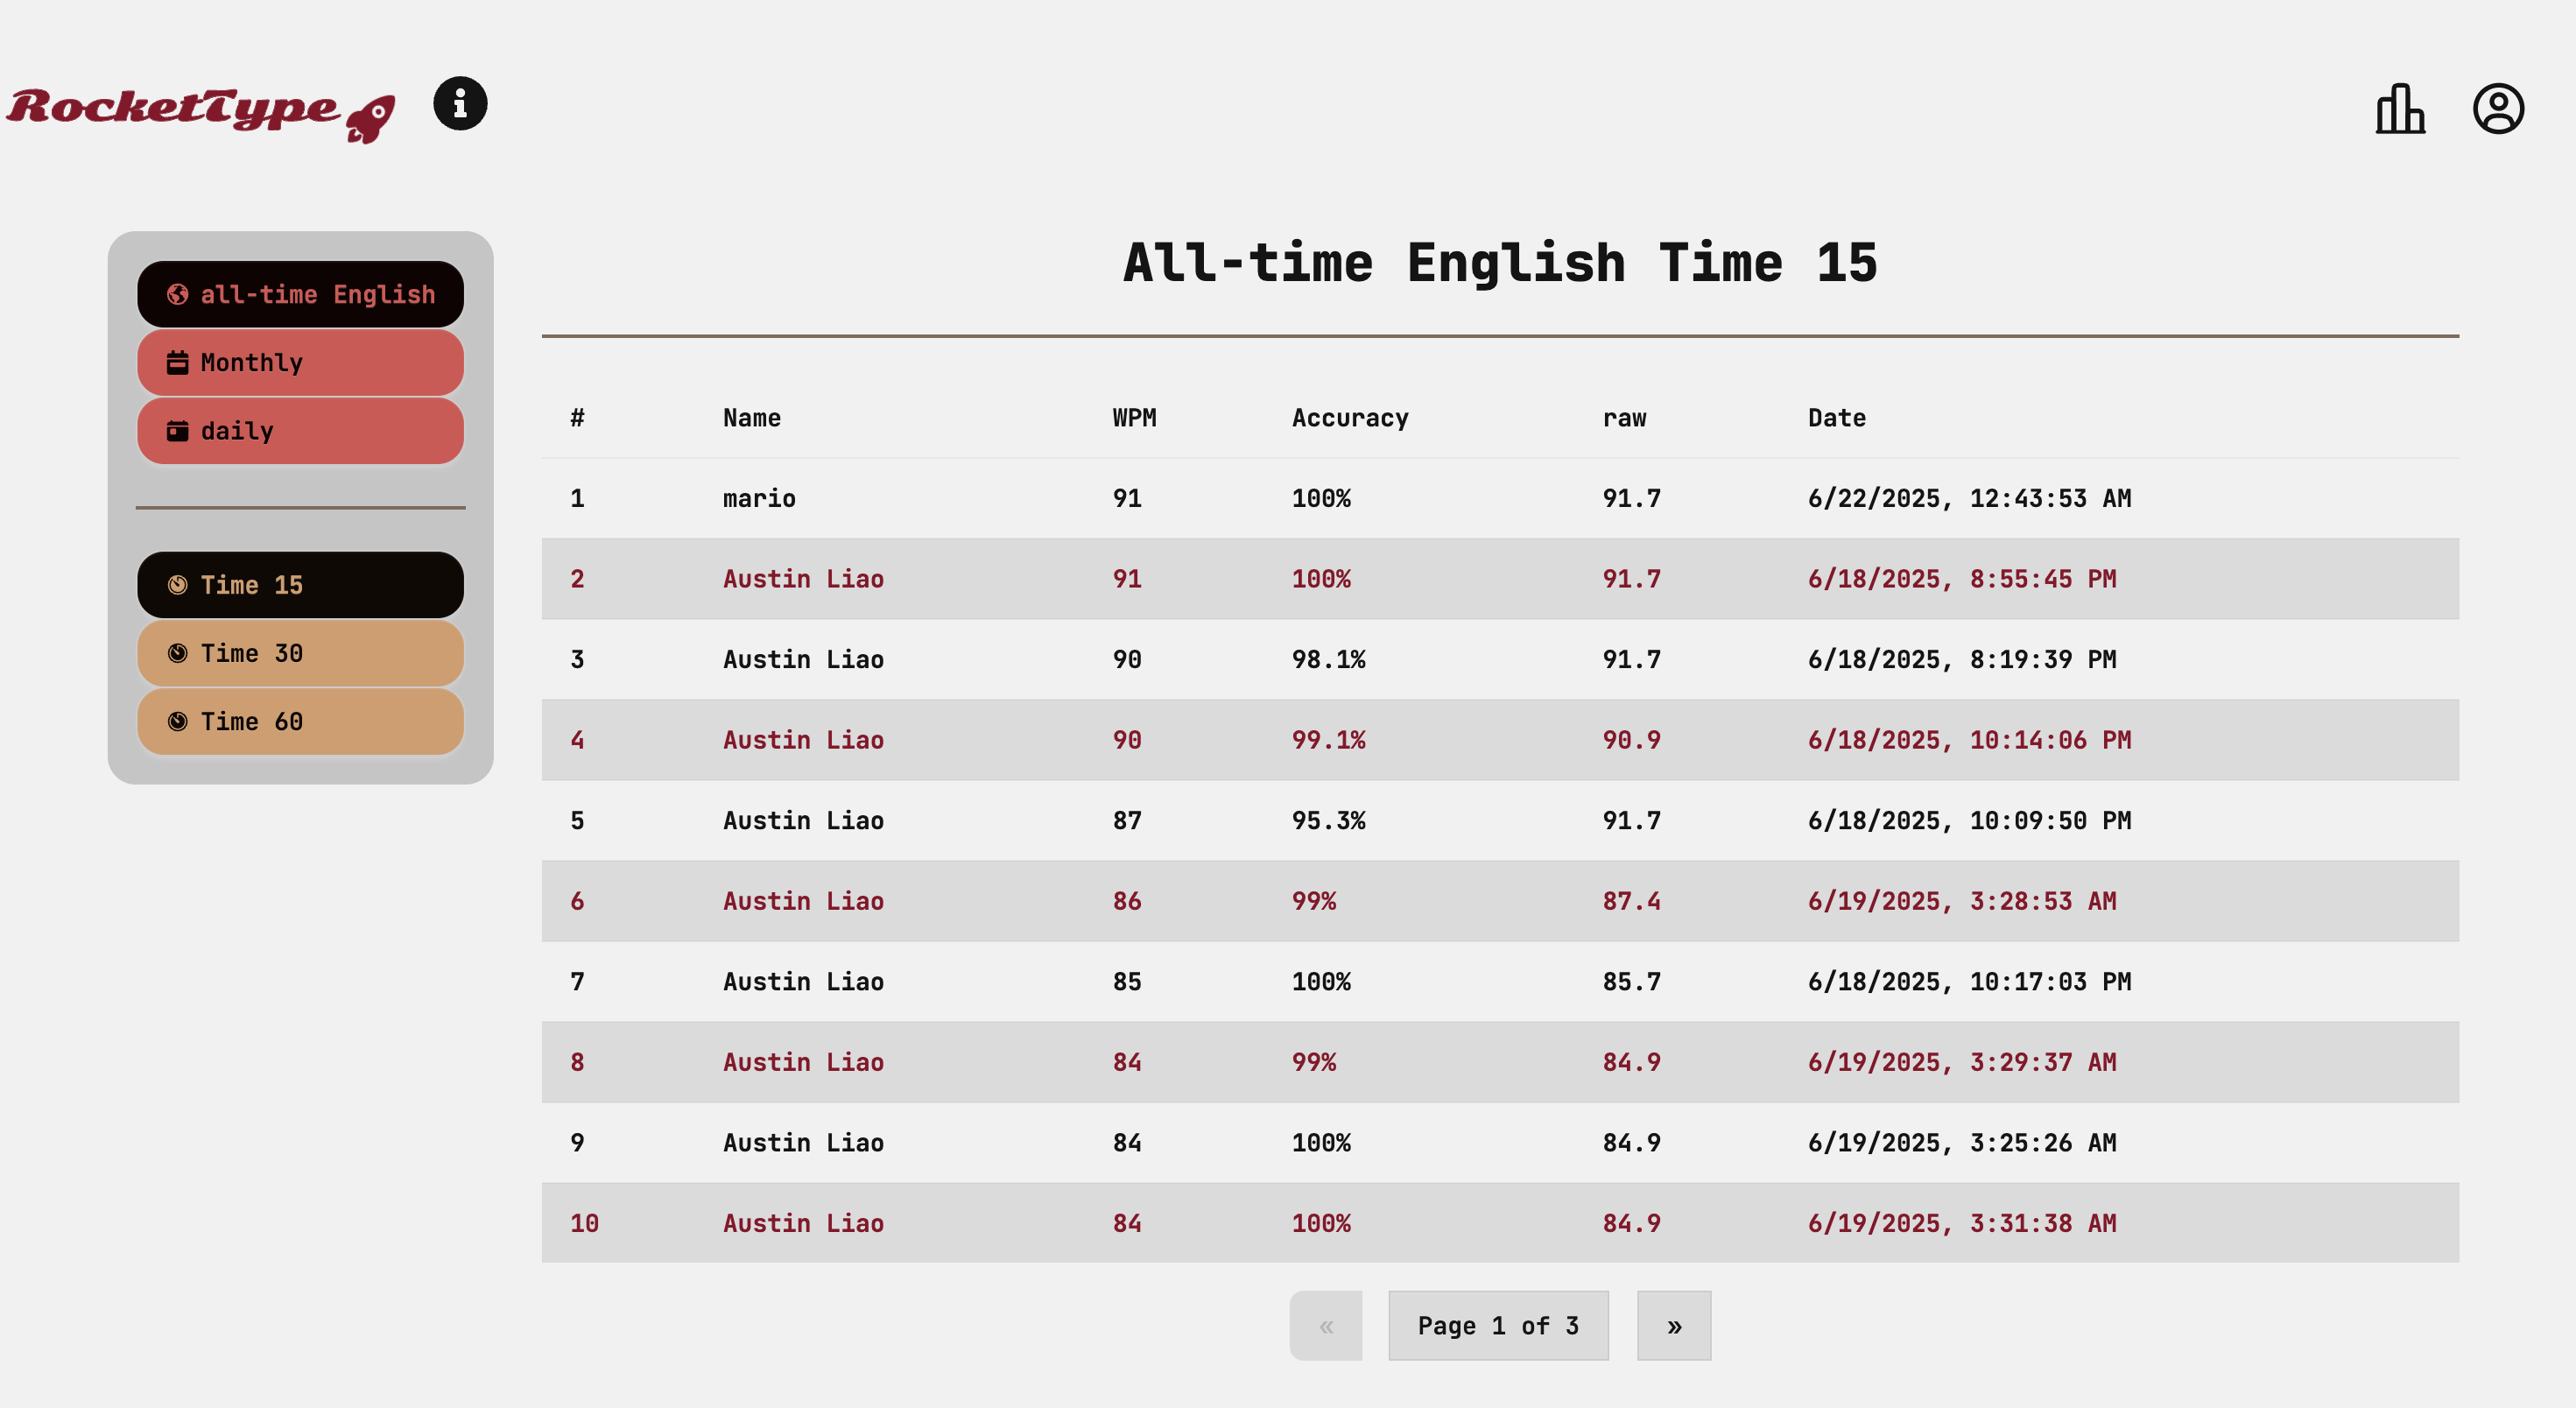 RocketType
all-time English
Monthly
daily
Time 15
Time 30
Time 60
All-time English Time 15
# Name WPM Accuracy raw Date
1 mario 91 100% 91.7 6/22/2025, 12:43:53 AM
2 Austin Liao 91 100% 91.7 6/18/2025, 8:55:45 PM
3 Austin Liao 90 98.1% 91.7 6/18/2025, 8:19:39 PM
4 Austin Liao 90 99.1% 90.9 6/18/2025, 10:14:06 PM
5 Austin Liao 87 95.3% 91.7 6/18/2025, 10:09:50 PM
6 Austin Liao 86 99% 87.4 6/19/2025, 3:28:53 AM
7 Austin Liao 85 100% 85.7 6/18/2025, 10:17:03 PM
8 Austin Liao 84 99% 84.9 6/19/2025, 3:29:37 AM
9 Austin Liao 84 100% 84.9 6/19/2025, 3:25:26 AM
10 Austin Liao 84 100% 84.9 6/19/2025, 3:31:38 AM
« Page 1 of 3 »